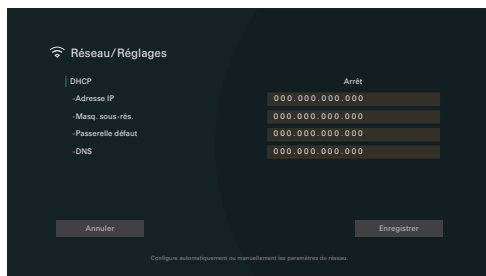 Réseau/Réglages
DHCP Arrêt
-Adresse IP 000.000.000.000
-Masq. sous-rés. 000.000.000.000
-Passerelle défaut 000.000.000.000
-DNS 000.000.000.000
Annuler Enregistrer
Configure automatiquement ou manuellement les paramètres du réseau.